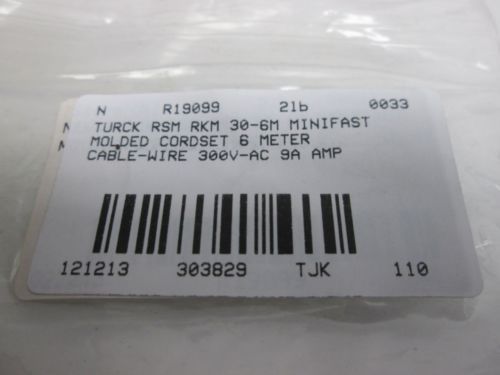 N R19099 21b 0033
TURCK RSM RKM 30-6M MINIFAST
MOLDED CORDSET 6 METER
CABLE-WIRE 300V-AC 9A AMP
121213 303829 TJK 110
N
M